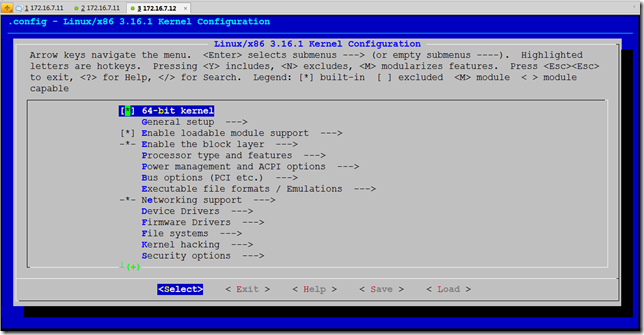 1 172.16.7.11
2 172.16.7.11
3 172.16.7.12
.config - Linux/x86 3.16.1 Kernel Configuration
Linux/x86 3.16.1 Kernel Configuration
Arrow keys navigate the menu.  <Enter> selects submenus ---> (or empty submenus ----).  Highlighted
letters are hotkeys.  Pressing <Y> includes, <N> excludes, <M> modularizes features.  Press <Esc><Esc>
to exit, <?> for Help, </> for Search.  Legend: [*] built-in  [ ] excluded  <M> module  < > module
capable
[*] 64-bit kernel
General setup  --->
[*] Enable loadable module support  --->
-*- Enable the block layer  --->
Processor type and features  --->
Power management and ACPI options  --->
Bus options (PCI etc.)  --->
Executable file formats / Emulations  --->
-*- Networking support  --->
Device Drivers  --->
Firmware Drivers  --->
File systems  --->
Kernel hacking  --->
Security options  --->
(+)
<Select>    < Exit >    < Help >    < Save >    < Load >